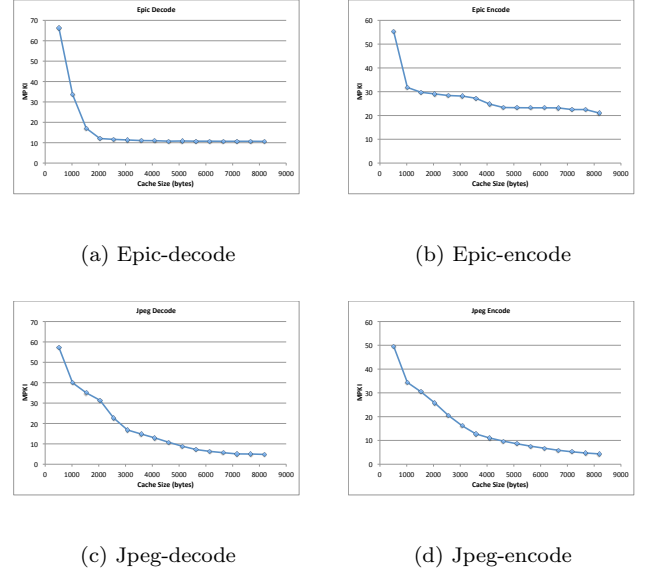 Epic Decode
70
60
50
40
30
20
10
0
MPKI
0 1000 2000 3000 4000 5000 6000 7000 8000 9000
Cache Size (bytes)
Epic Encode
60
50
40
30
20
10
0
MPKI
0 1000 2000 3000 4000 5000 6000 7000 8000 9000
Cache Size (bytes)
(a) Epic-decode
(b) Epic-encode
Jpeg Decode
70
60
50
40
30
20
10
0
MPKI
0 1000 2000 3000 4000 5000 6000 7000 8000 9000
Cache Size (bytes)
Jpeg Encode
60
50
40
30
20
10
0
MPKI
0 1000 2000 3000 4000 5000 6000 7000 8000 9000
Cache Size (bytes)
(c) Jpeg-decode
(d) Jpeg-encode